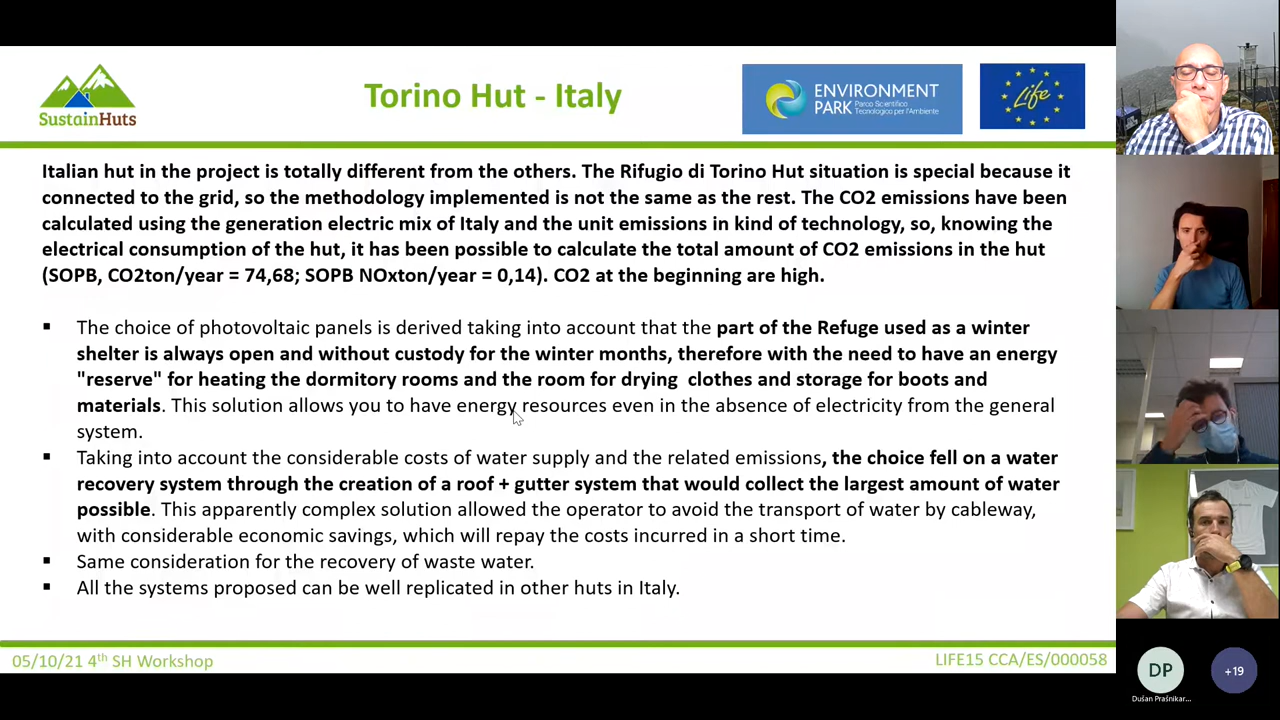 SustainHuts
Torino Hut - Italy
ENVIRONMENT
PARK
Parco Scientifico
Tecnologico per l'Ambiente
Life
Italian hut in the project is totally different from the others. The Rifugio di Torino Hut situation is special because it
connected to the grid, so the methodology implemented is not the same as the rest. The CO2 emissions have been
calculated using the generation electric mix of Italy and the unit emissions in kind of technology, so, knowing the
electrical consumption of the hut, it has been possible to calculate the total amount of CO2 emissions in the hut
(SOPB, CO2ton/year = 74,68; SOPB NOxton/year = 0,14). CO2 at the beginning are high.
▪ The choice of photovoltaic panels is derived taking into account that the part of the Refuge used as a winter
shelter is always open and without custody for the winter months, therefore with the need to have an energy
"reserve" for heating the dormitory rooms and the room for drying clothes and storage for boots and
materials. This solution allows you to have energy resources even in the absence of electricity from the general
system.
▪ Taking into account the considerable costs of water supply and the related emissions, the choice fell on a water
recovery system through the creation of a roof + gutter system that would collect the largest amount of water
possible. This apparently complex solution allowed the operator to avoid the transport of water by cableway,
with considerable economic savings, which will repay the costs incurred in a short time.
▪ Same consideration for the recovery of waste water.
▪ All the systems proposed can be well replicated in other huts in Italy.
05/10/21 4th SH Workshop
LIFE15 CCA/ES/000058
DP
Dušan Prašnikar...
+19